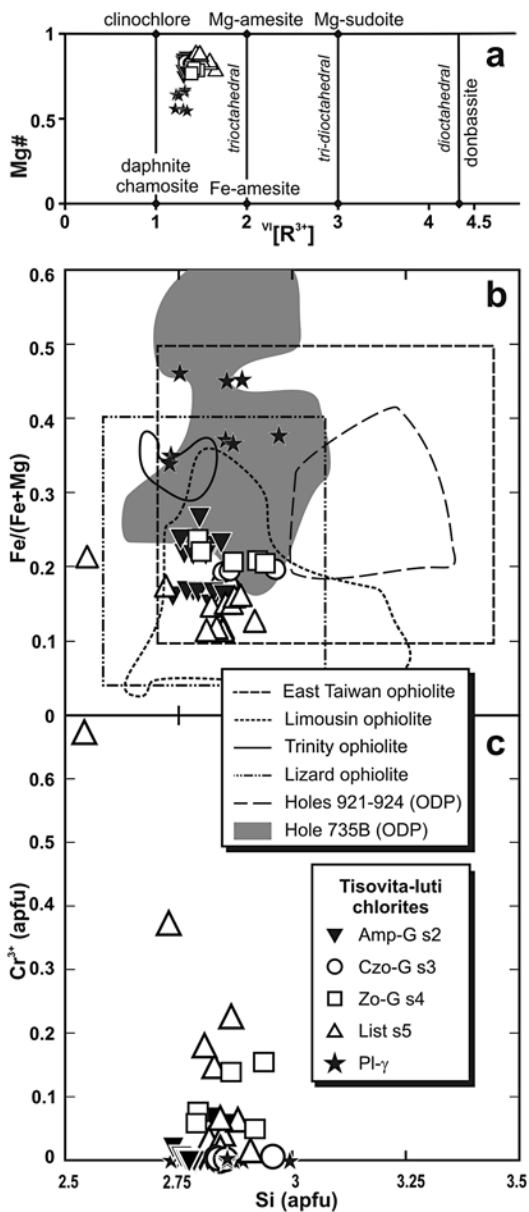 clinochlore Mg-amesite Mg-sudoite
1
a
Mg#
0.5
trioctahedral
tri-dioctahedral
dioctahedral
donbassite
daphnite
chamosite
Fe-amesite
0
0 1 2 3 4 4.5
VI[R3+]
0.6
b
0.5
0.4
Fe/(Fe+Mg)
0.3
0.2
0.1
0
East Taiwan ophiolite
Limousin ophiolite
Trinity ophiolite
Lizard ophiolite
Holes 921-924 (ODP)
Hole 735B (ODP)
c
0.6
0.5
0.4
Cr3+ (apfu)
0.3
0.2
0.1
0
Tisovita-luti
chlorites
Amp-G s2
Czo-G s3
Zo-G s4
List s5
Pl-γ
2.5 2.75 3 3.25 3.5
Si (apfu)